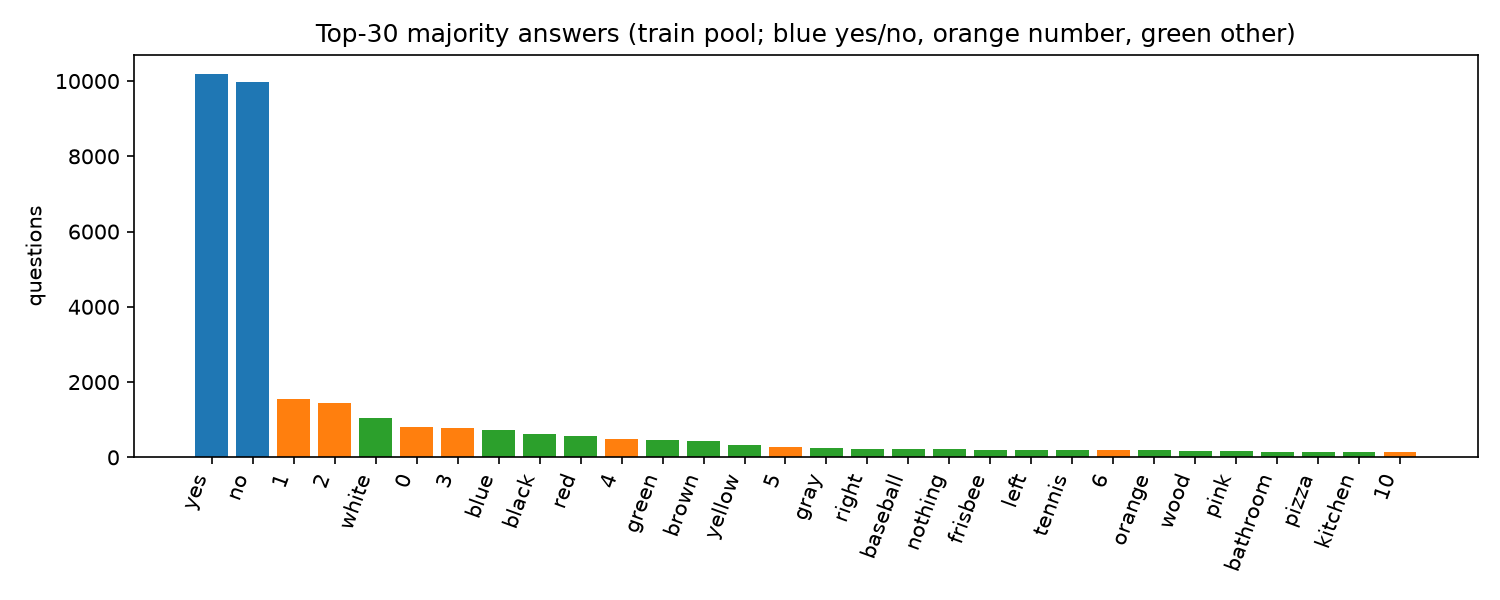 Top-30 majority answers (train pool; blue yes/no, orange number, green other)
questions
10000
8000
6000
4000
2000
0
yes
no
1
2
white
0
3
blue
black
red
4
green
brown
yellow
5
gray
right
baseball
nothing
frisbee
left
tennis
6
orange
wood
pink
bathroom
pizza
kitchen
10